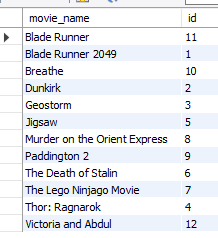 movie_name id
Blade Runner 11
Blade Runner 2049 1
Breathe 10
Dunkirk 2
Geostorm 3
Jigsaw 5
Murder on the Orient Express 8
Paddington 2 9
The Death of Stalin 6
The Lego Ninjago Movie 7
Thor: Ragnarok 4
Victoria and Abdul 12